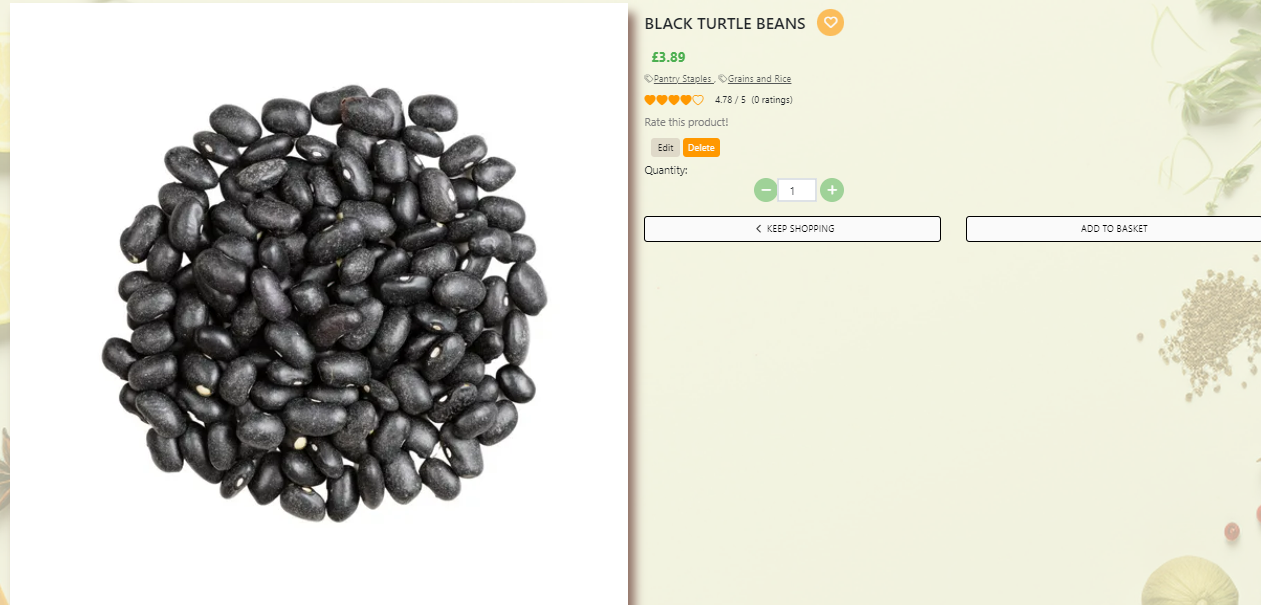 BLACK TURTLE BEANS
£3.89
Pantry Staples , Grains and Rice
4.78 / 5 (0 ratings)
Rate this product!
Edit Delete
Quantity:
1
KEEP SHOPPING ADD TO BASKET